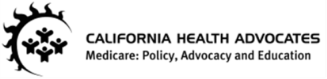 CALIFORNIA HEALTH ADVOCATES
Medicare: Policy, Advocacy and Education